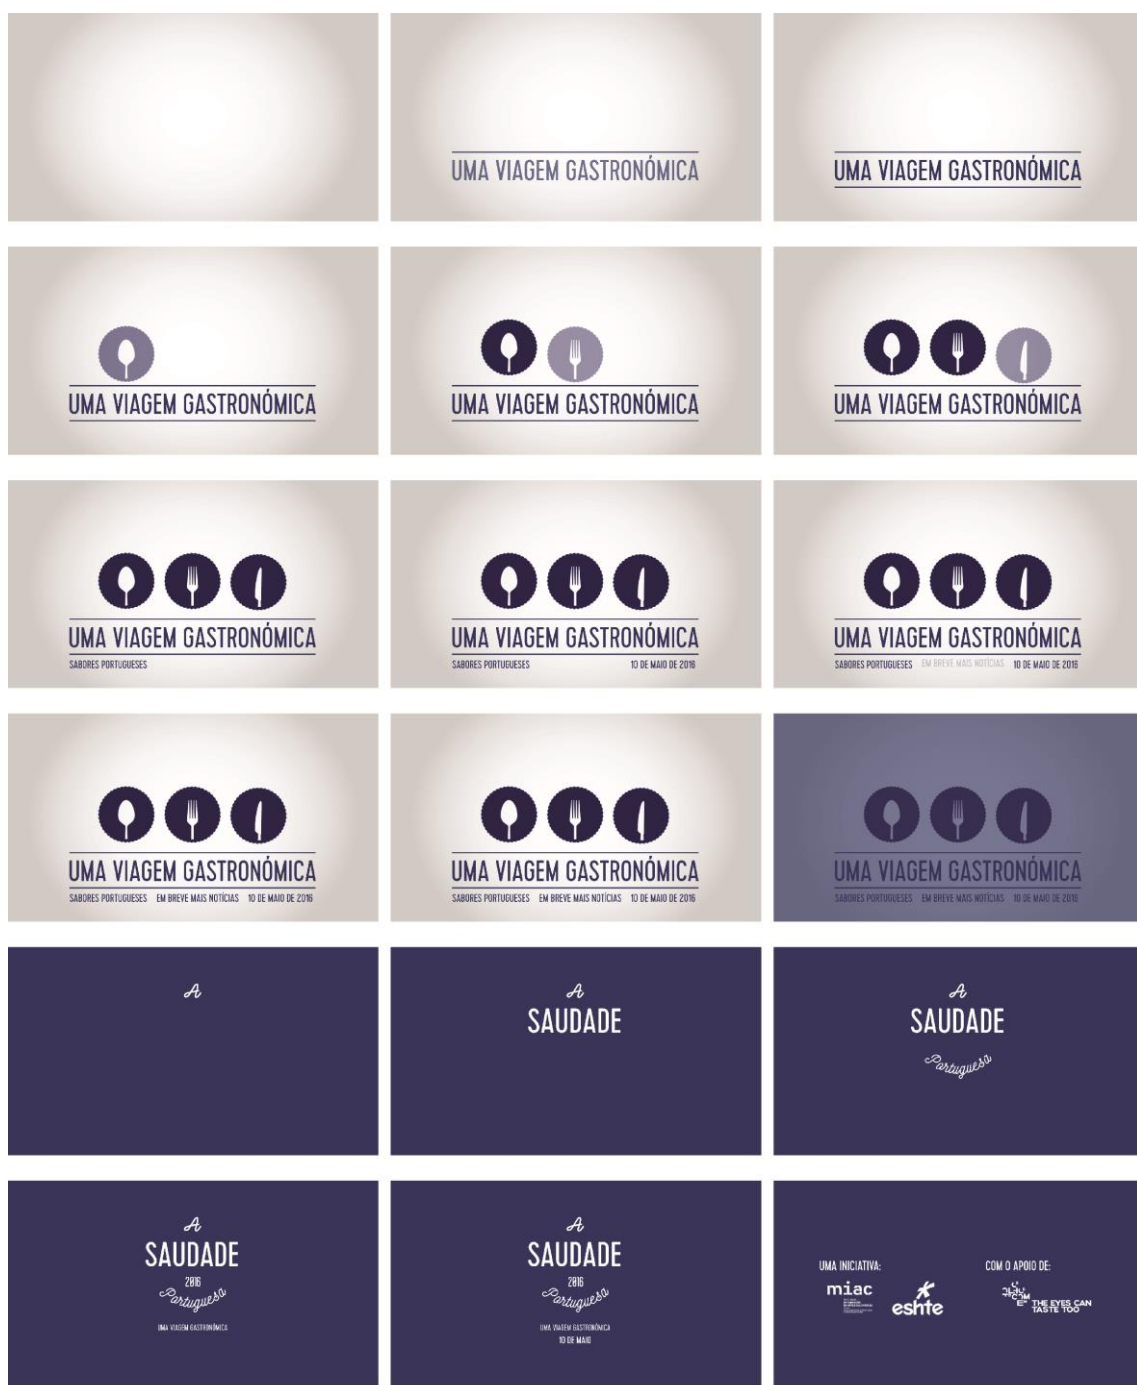 UMA VIAGEM GASTRONÓMICA
UMA VIAGEM GASTRONÓMICA
UMA VIAGEM GASTRONÓMICA
UMA VIAGEM GASTRONÓMICA
UMA VIAGEM GASTRONÓMICA
UMA VIAGEM GASTRONÓMICA
SABORES PORTUGUESES
UMA VIAGEM GASTRONÓMICA
SABORES PORTUGUESES 10 DE MAIO DE 2016
UMA VIAGEM GASTRONÓMICA
SABORES PORTUGUESES EM BREVE MAIS NOTÍCIAS 10 DE MAIO DE 2016
UMA VIAGEM GASTRONÓMICA
SABORES PORTUGUESES EM BREVE MAIS NOTÍCIAS 10 DE MAIO DE 2016
UMA VIAGEM GASTRONÓMICA
SABORES PORTUGUESES EM BREVE MAIS NOTÍCIAS 10 DE MAIO DE 2016
UMA VIAGEM GASTRONÓMICA
SABORES PORTUGUESES EM BREVE MAIS NOTÍCIAS 10 DE MAIO DE 2016
A
A
SAUDADE
A
SAUDADE
Portuguesa
A
SAUDADE
2016
Portuguesa
UMA VIAGEM GASTRONÓMICA
A
SAUDADE
2016
Portuguesa
UMA VIAGEM GASTRONÓMICA
10 DE MAIO
UMA INICIATIVA:
miac
eshte
COM O APOIO DE:
THE EYES CAN
TASTE TOO